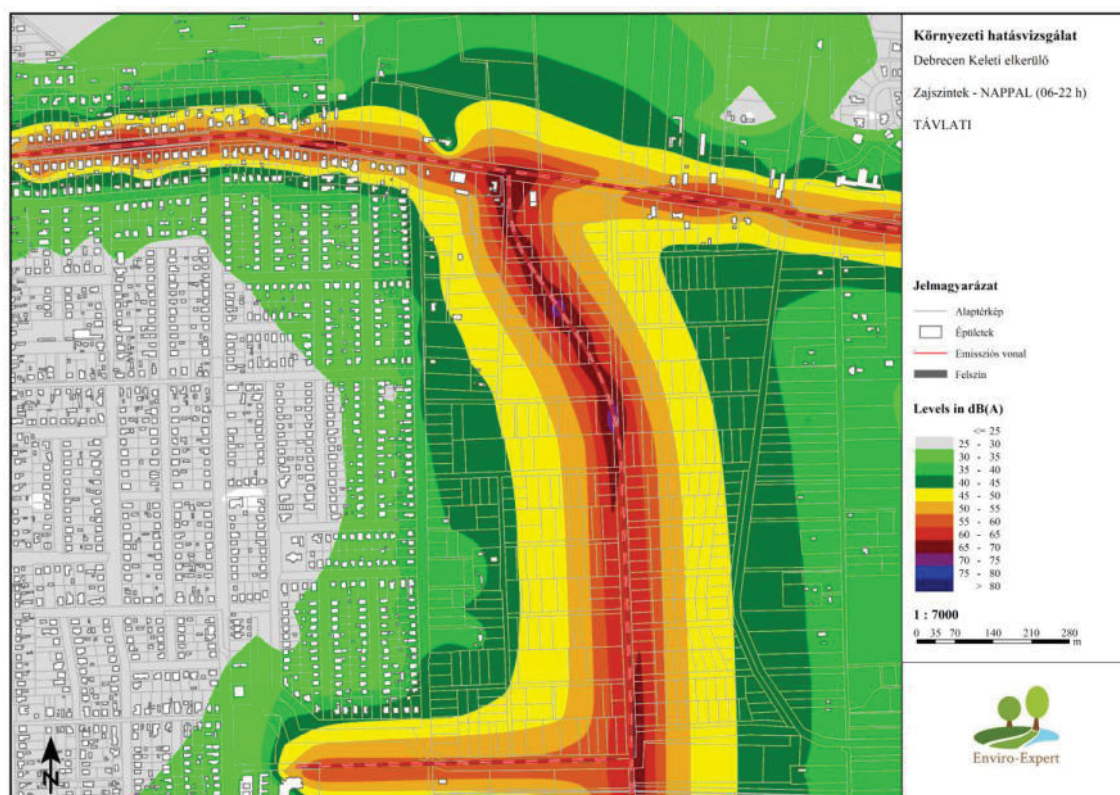 Környezeti hatásvizsgálat
Debrecen Keleti elkerülő
Zajszintek - NAPPAL (06-22 h)
TÁVLATI
Jelmagyarázat
Alaptérkép
Épületek
Emissziós vonal
Felszín
Levels in dB(A)
<= 25
25 - 30
30 - 35
35 - 40
40 - 45
45 - 50
50 - 55
55 - 60
60 - 65
65 - 70
70 - 75
75 - 80
> 80
1 : 7000
0 35 70 140 210 280
m
Enviro-Expert
N